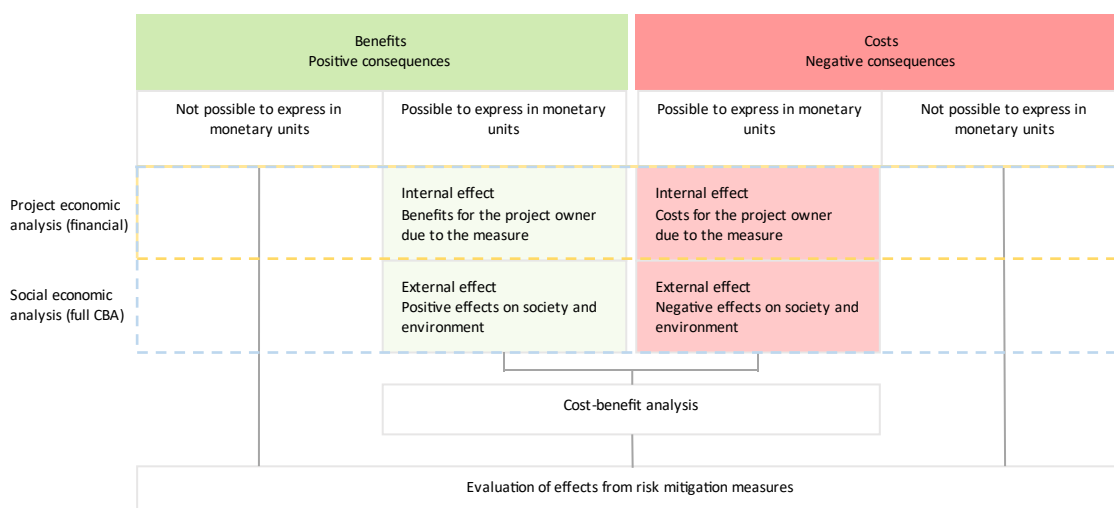 Benefits
Positive consequences
Costs
Negative consequences
Not possible to express in
monetary units
Possible to express in monetary
units
Possible to express in monetary
units
Not possible to express in
monetary units
Project economic
analysis (financial)
Internal effect
Benefits for the project owner
due to the measure
Internal effect
Costs for the project owner
due to the measure
Social economic
analysis (full CBA)
External effect
Positive effects on society and
environment
External effect
Negative effects on society and
environment
Cost-benefit analysis
Evaluation of effects from risk mitigation measures